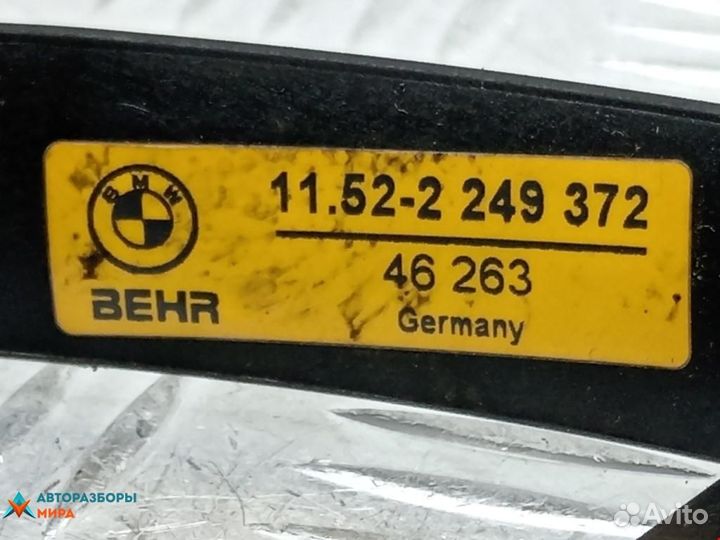 BMW
11.52-2 249 372
46 263
BEHR
Germany
АВТОРАЗБОРЫ
МИРА
Avito